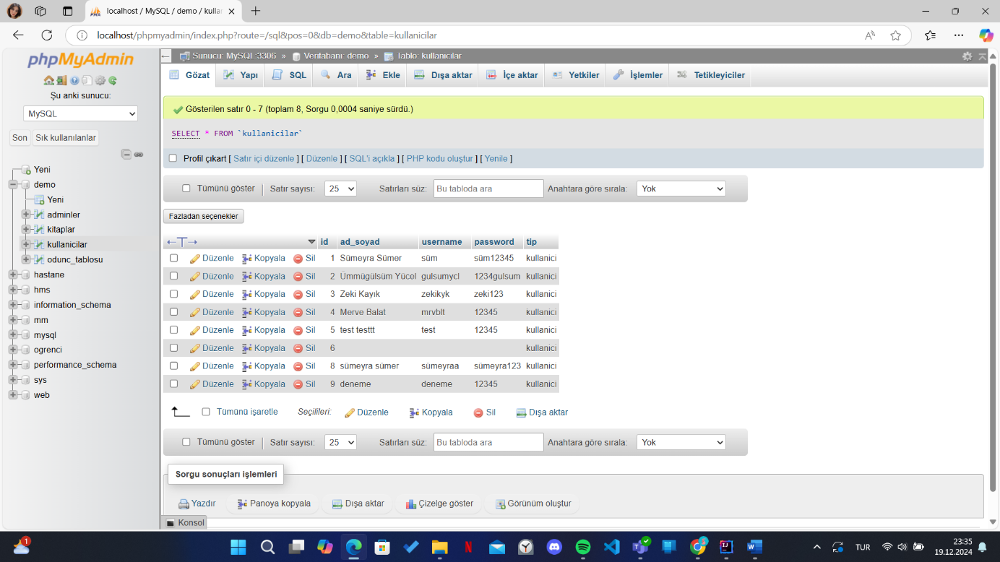 localhost / MySQL / demo / kullan
localhost/phpmyadmin/index.php?route=/sql&pos=0&db=demo&table=kullanicilar
phpMyAdmin
Şu anki sunucu:
MySQL
Son Sık kullanılanlar
Yeni
demo
Yeni
adminler
kitaplar
kullanicilar
odunc_tablosu
hastane
hms
information_schema
mm
mysql
ogrenci
performance_schema
sys
web
Sunucu: MySQL:3306 » Veritabanı: demo » Tablo: kullanicilar
Gözat Yapı SQL Ara Ekle Dışa aktar İçe aktar Yetkiler İşlemler Tetikleyiciler
Gösterilen satır 0 - 7 (toplam 8, Sorgu 0,0004 saniye sürdü.)
SELECT * FROM `kullanicilar`
Profil çıkart [ Satır içi düzenle ] [ Düzenle ] [ SQL'i açıkla ] [ PHP kodu oluştur ] [ Yenile ]
Tümünü göster Satır sayısı: 25 Satırları süz: Bu tabloda ara Anahtara göre sırala: Yok
Fazladan seçenekler
id ad_soyad username password tip
Düzenle Kopyala Sil 1 Sümeyra Sümer süm süm12345 kullanici
Düzenle Kopyala Sil 2 Ümmügülsüm Yücel gulsumycl 1234gulsum kullanici
Düzenle Kopyala Sil 3 Zeki Kayık zekikyk zeki123 kullanici
Düzenle Kopyala Sil 4 Merve Balat mrvblt 12345 kullanici
Düzenle Kopyala Sil 5 test testtt test 12345 kullanici
Düzenle Kopyala Sil 6 kullanici
Düzenle Kopyala Sil 8 sümeyra sümer sümeyraa sümeyra123 kullanici
Düzenle Kopyala Sil 9 deneme deneme 12345 kullanici
Tümünü işaretle Seçilileri: Düzenle Kopyala Sil Dışa aktar
Tümünü göster Satır sayısı: 25 Satırları süz: Bu tabloda ara Anahtara göre sırala: Yok
Sorgu sonuçları işlemleri
Yazdır Panoya kopyala Dışa aktar Çizelge göster Görünüm oluştur
Konsol
1
TUR
23:35
19.12.2024